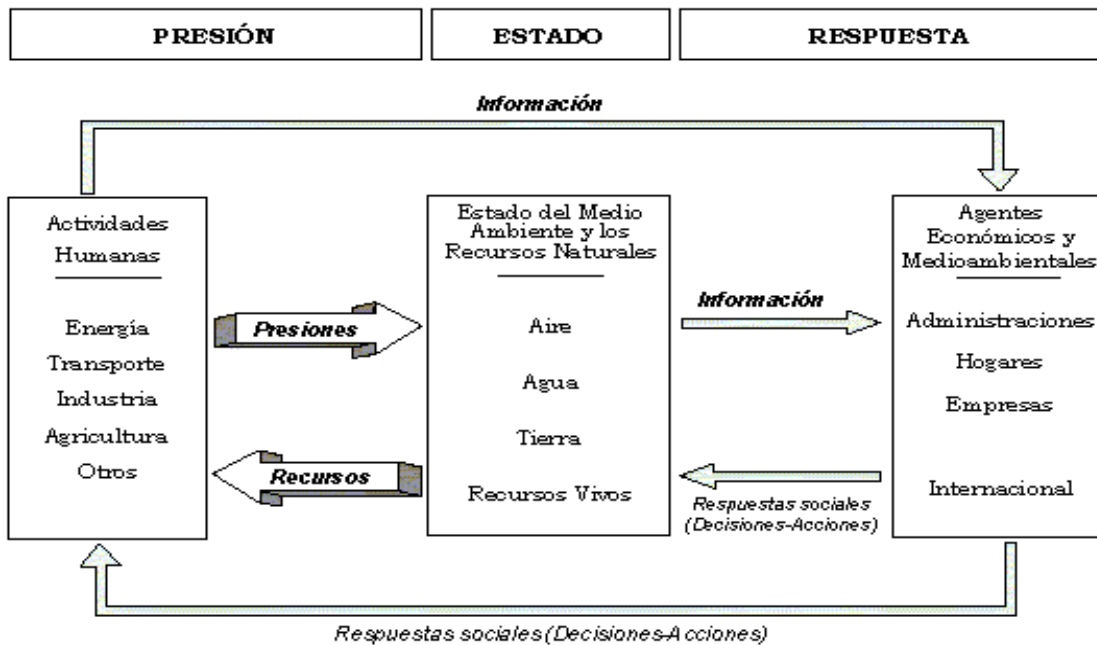 PRESIÓN
ESTADO
RESPUESTA
Información
Actividades
Humanas
Energía
Transporte
Industria
Agricultura
Otros
Presiones
Recursos
Estado del Medio
Ambiente y los
Recursos Naturales
Aire
Agua
Tierra
Recursos Vivos
Información
Respuestas sociales
(Decisiones-Acciones)
Agentes
Económicos y
Medioambientales
Administraciones
Hogares
Empresas
Internacional
Respuestas sociales (Decisiones-Acciones)